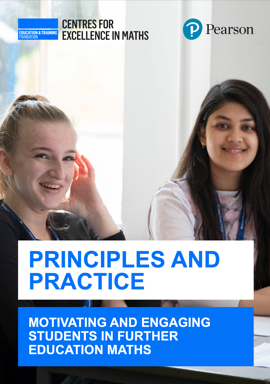 EDUCATION & TRAINING
FOUNDATION
CENTRES FOR
EXCELLENCE IN MATHS
Pearson
PRINCIPLES AND
PRACTICE
MOTIVATING AND ENGAGING
STUDENTS IN FURTHER
EDUCATION MATHS